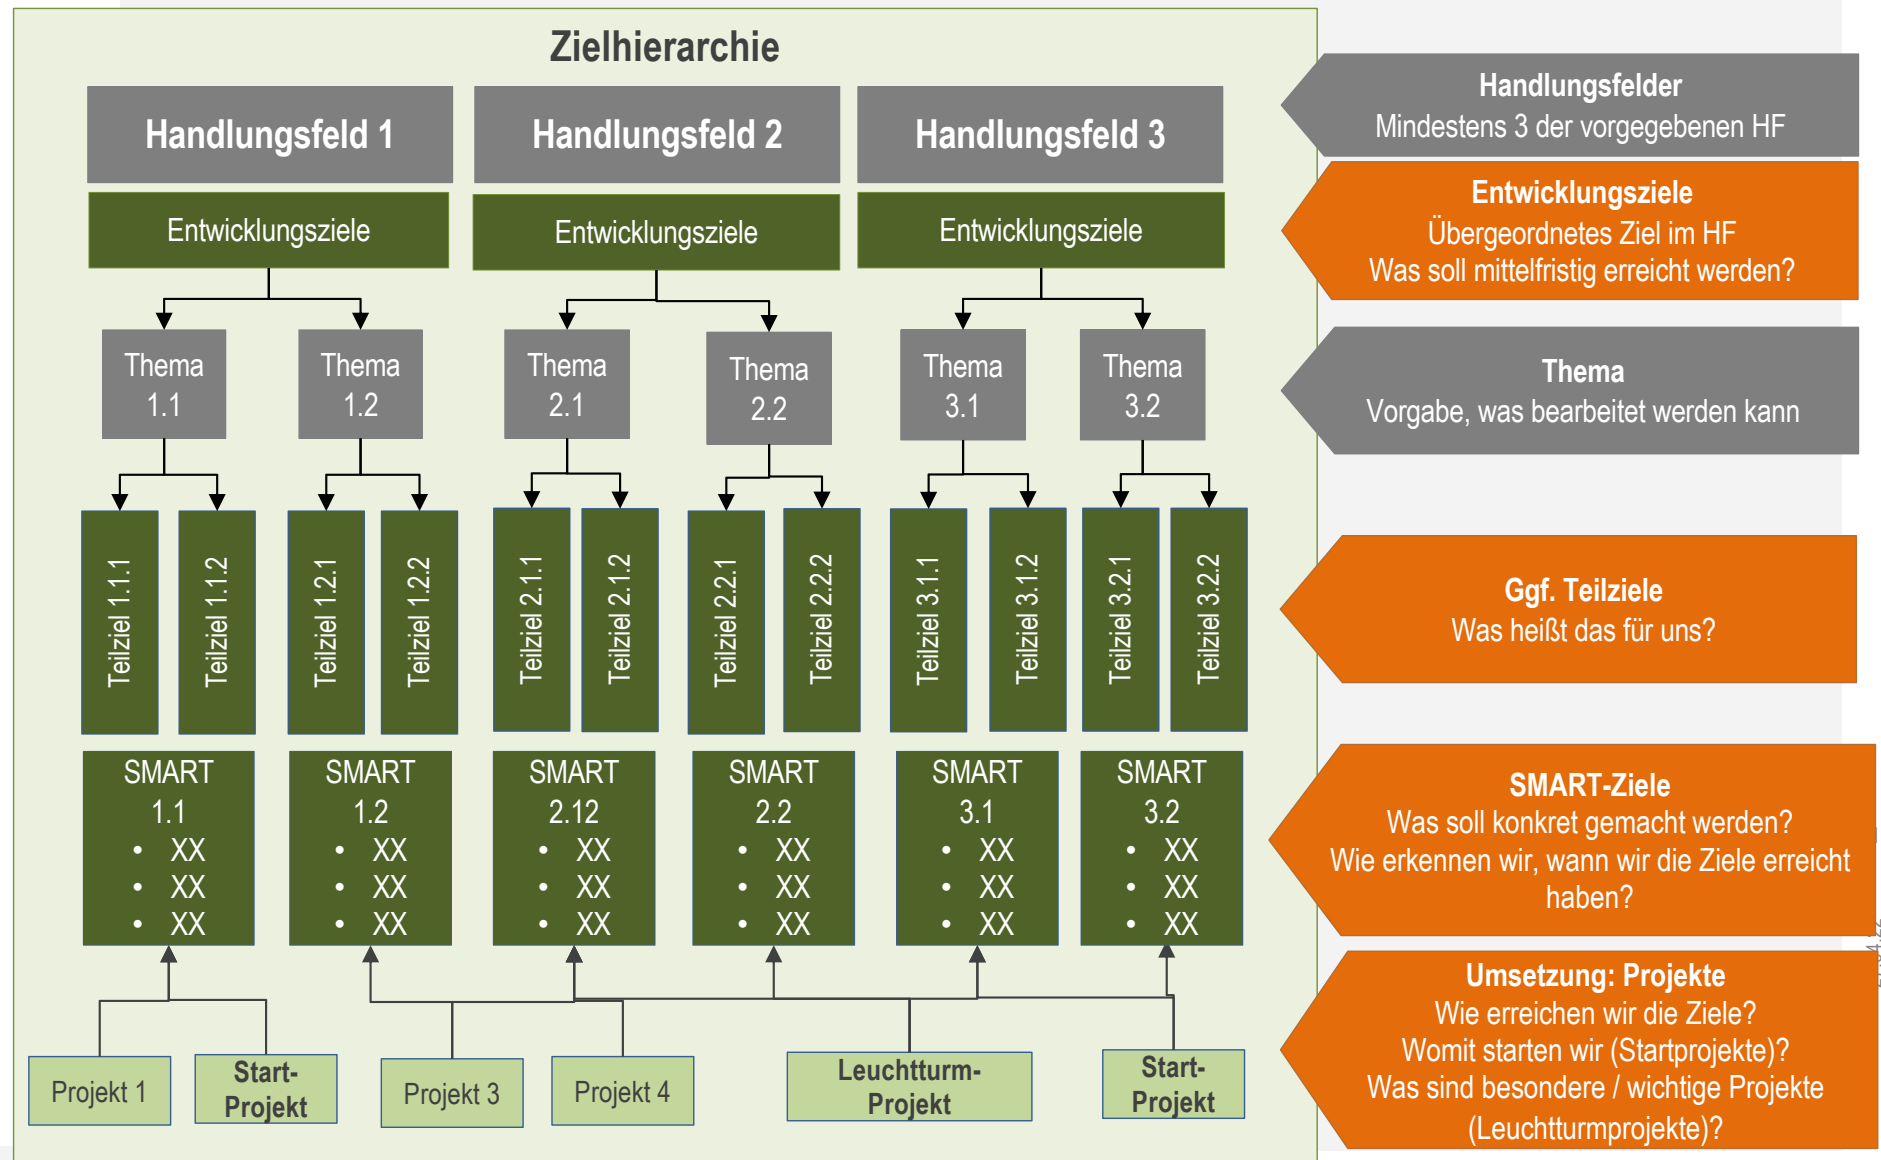 Zielhierarchie
Handlungsfeld 1
Handlungsfeld 2
Handlungsfeld 3
Entwicklungsziele
Entwicklungsziele
Entwicklungsziele
Thema
1.1
Thema
1.2
Thema
2.1
Thema
2.2
Thema
3.1
Thema
3.2
Teilziel 1.1.1
Teilziel 1.1.2
Teilziel 1.2.1
Teilziel 1.2.2
Teilziel 2.1.1
Teilziel 2.1.2
Teilziel 2.2.1
Teilziel 2.2.2
Teilziel 3.1.1
Teilziel 3.1.2
Teilziel 3.2.1
Teilziel 3.2.2
SMART
1.1
• XX
• XX
• XX
SMART
1.2
• XX
• XX
• XX
SMART
2.12
• XX
• XX
• XX
SMART
2.2
• XX
• XX
• XX
SMART
3.1
• XX
• XX
• XX
SMART
3.2
• XX
• XX
• XX
Projekt 1
Start-
Projekt
Projekt 3
Projekt 4
Leuchtturm-
Projekt
Start-
Projekt
Handlungsfelder
Mindestens 3 der vorgegebenen HF
Entwicklungsziele
Übergeordnetes Ziel im HF
Was soll mittelfristig erreicht werden?
Thema
Vorgabe, was bearbeitet werden kann
Ggf. Teilziele
Was heißt das für uns?
SMART-Ziele
Was soll konkret gemacht werden?
Wie erkennen wir, wann wir die Ziele erreicht
haben?
Umsetzung: Projekte
Wie erreichen wir die Ziele?
Womit starten wir (Startprojekte)?
Was sind besondere / wichtige Projekte
(Leuchtturmprojekte)?